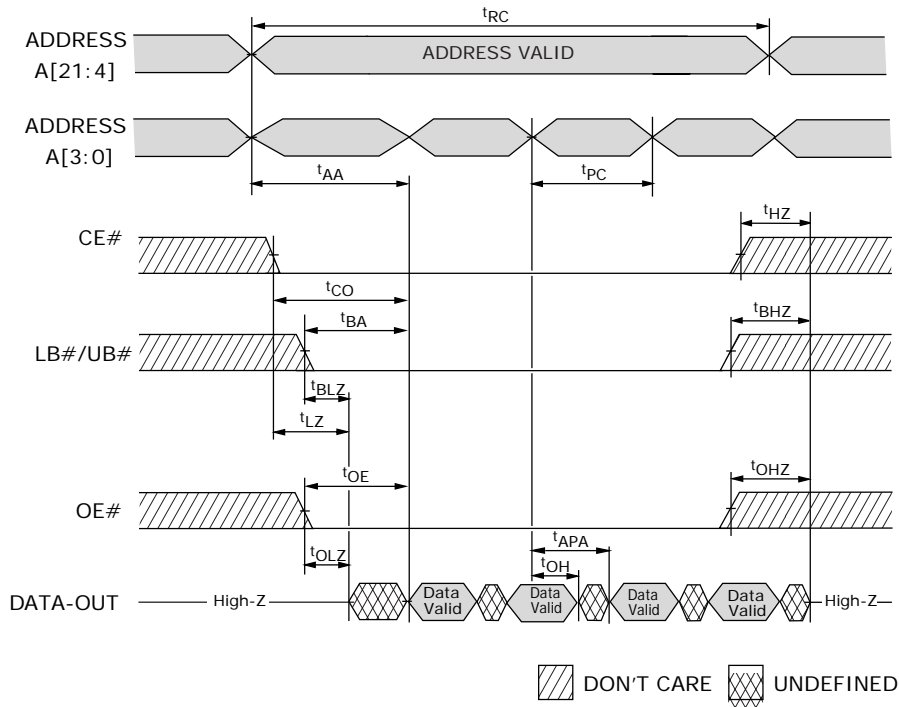 tRC
ADDRESS
A[21:4]
ADDRESS VALID
ADDRESS
A[3:0]
tAA
tPC
CE#
tHZ
tCO
tBA
tBHZ
LB#/UB#
tBLZ
tLZ
tOE
tOHZ
OE#
tOLZ
tAPA
tOH
DATA-OUT
High-Z
Data
Valid
Data
Valid
Data
Valid
Data
Valid
High-Z
DON'T CARE
UNDEFINED